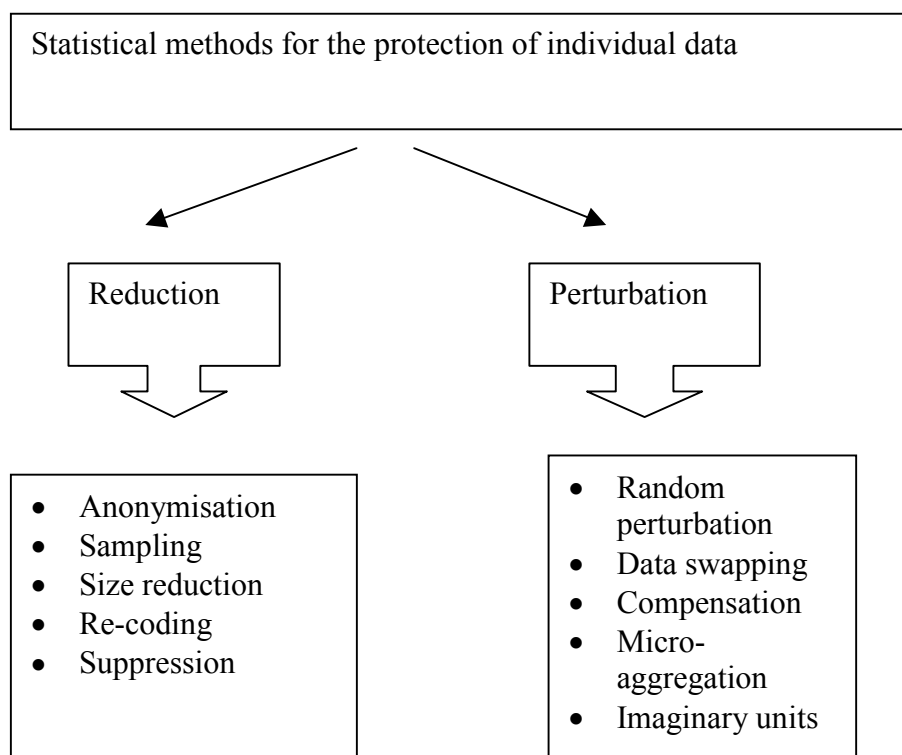 Statistical methods for the protection of individual data
Reduction
Perturbation
• Anonymisation
• Sampling
• Size reduction
• Re-coding
• Suppression
• Random
perturbation
• Data swapping
• Compensation
• Micro-
aggregation
• Imaginary units